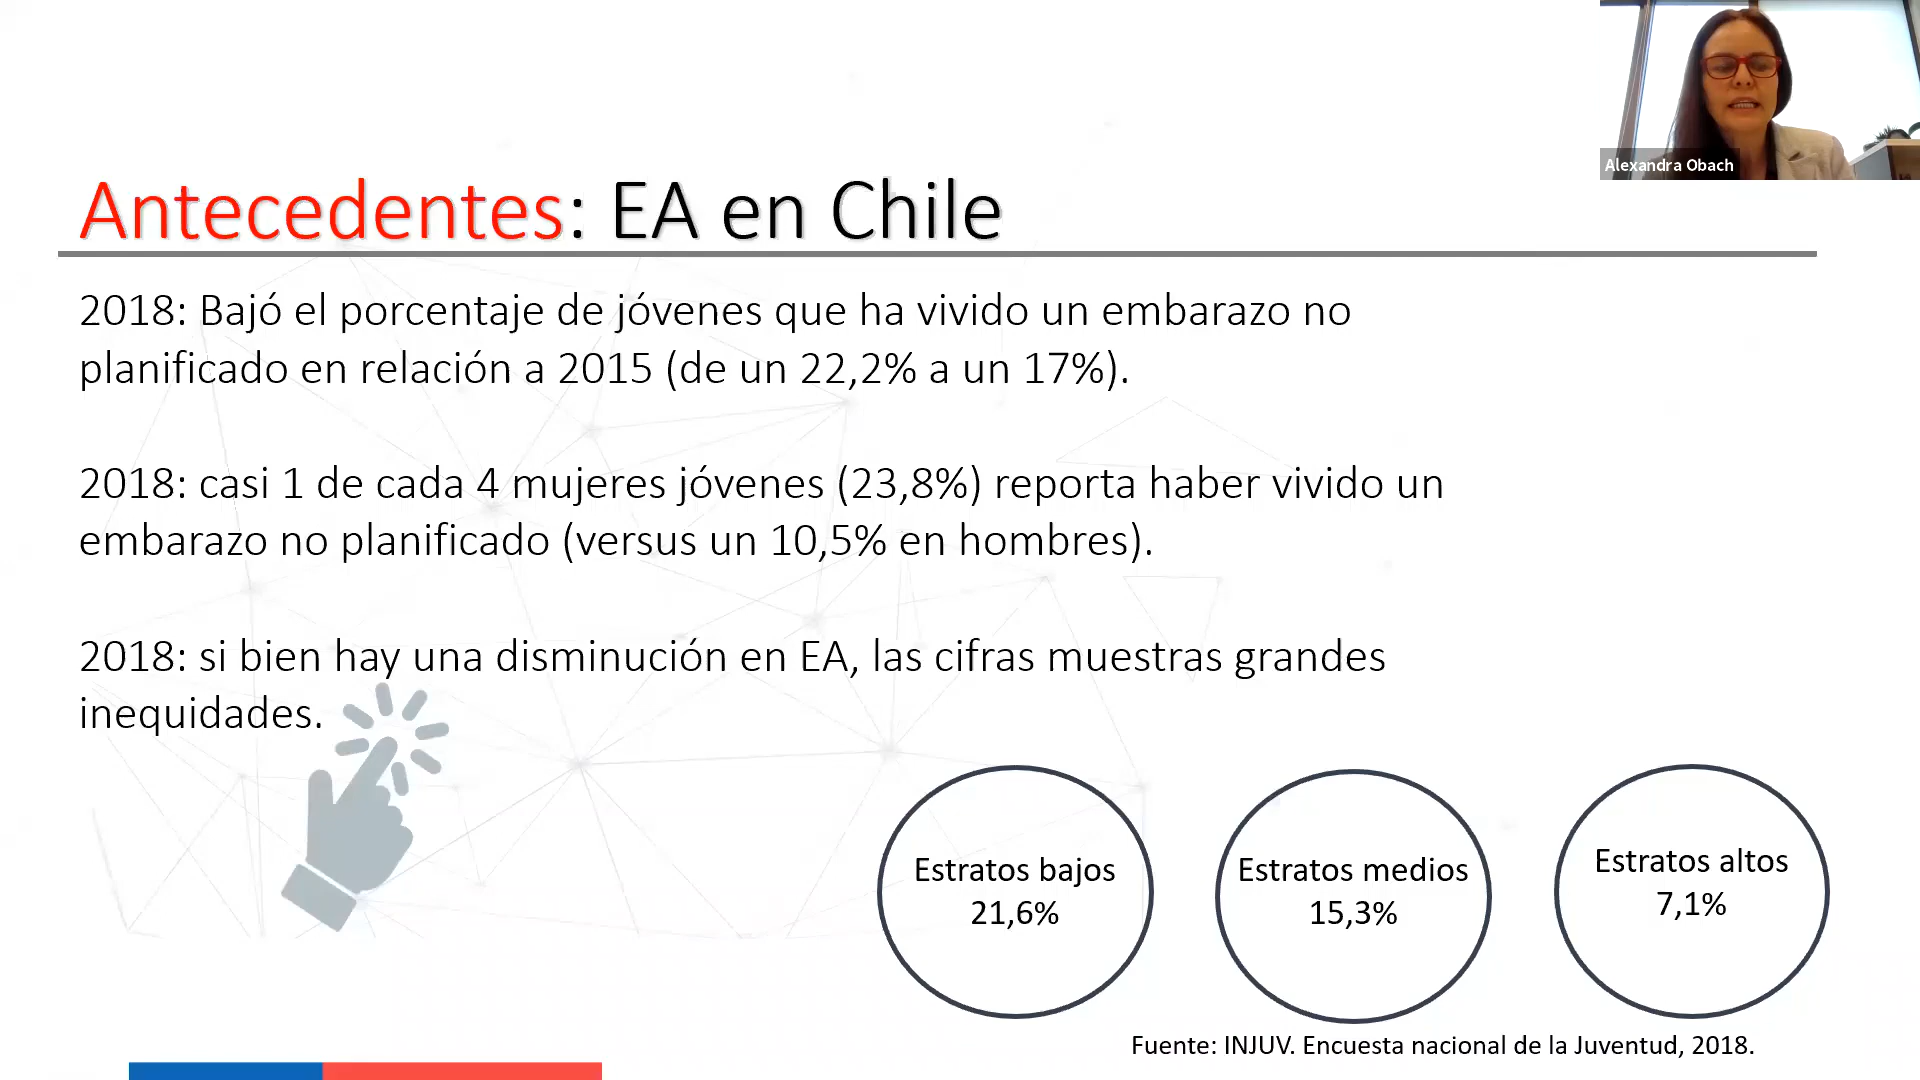 Alexandra Obach
Antecedentes: EA en Chile
2018: Bajó el porcentaje de jóvenes que ha vivido un embarazo no
planificado en relación a 2015 (de un 22,2% a un 17%).
2018: casi 1 de cada 4 mujeres jóvenes (23,8%) reporta haber vivido un
embarazo no planificado (versus un 10,5% en hombres).
2018: si bien hay una disminución en EA, las cifras muestras grandes
inequidades.
Estratos bajos
21,6%
Estratos medios
15,3%
Estratos altos
7,1%
Fuente: INJUV. Encuesta nacional de la Juventud, 2018.